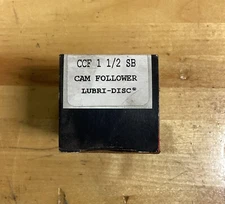 CCF 1 1/2 SB
CAM FOLLOWER
LUBRI-DISC®